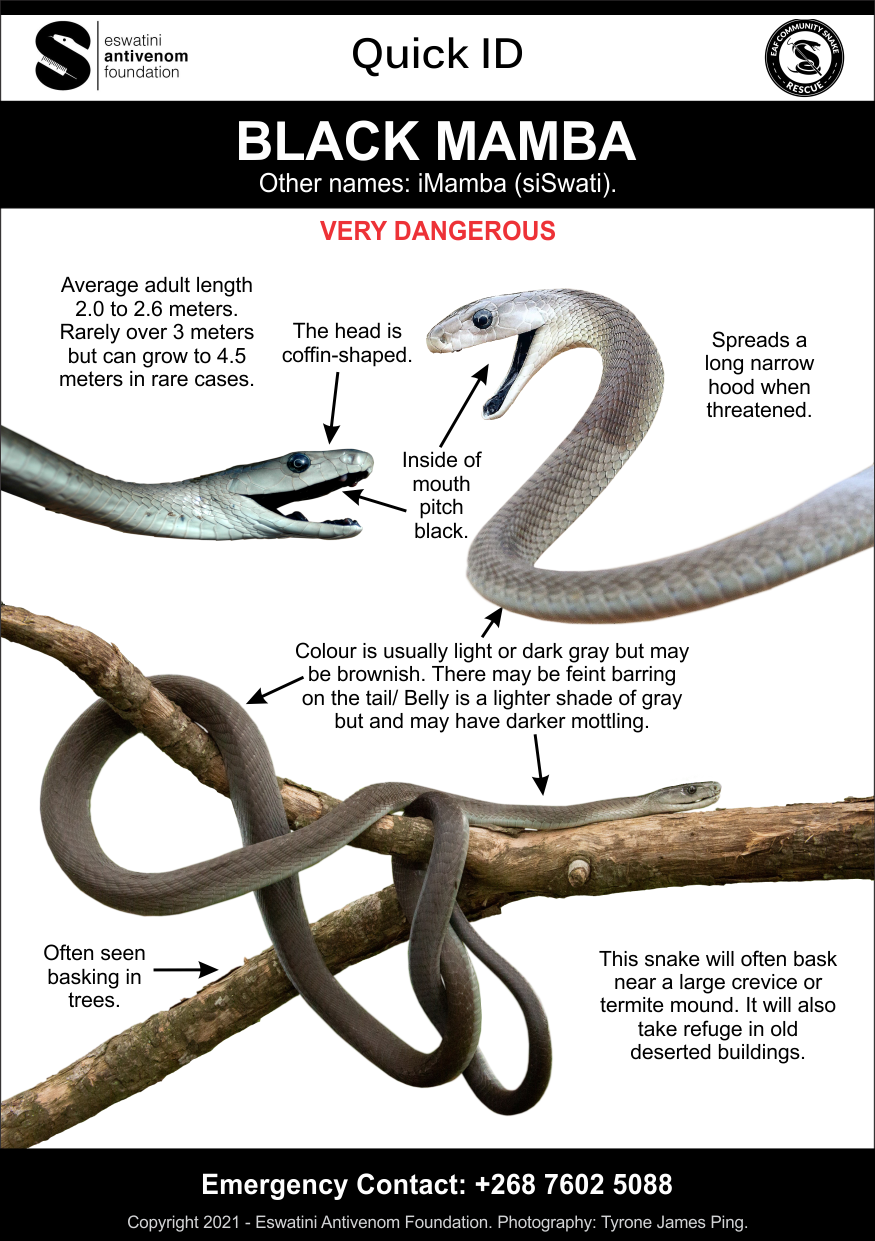 eswatini
antivenom
foundation
Quick ID
EAF COMMUNITY SNAKE
RESCUE
BLACK MAMBA
Other names: iMamba (siSwati).
VERY DANGEROUS
Average adult length
2.0 to 2.6 meters.
Rarely over 3 meters
but can grow to 4.5
meters in rare cases.
The head is
coffin-shaped.
Spreads a
long narrow
hood when
threatened.
Inside of
mouth
pitch
black.
Colour is usually light or dark gray but may
be brownish. There may be feint barring
on the tail/ Belly is a lighter shade of gray
but and may have darker mottling.
Often seen
basking in
trees.
This snake will often bask
near a large crevice or
termite mound. It will also
take refuge in old
deserted buildings.
Emergency Contact: +268 7602 5088
Copyright 2021 - Eswatini Antivenom Foundation. Photography: Tyrone James Ping.